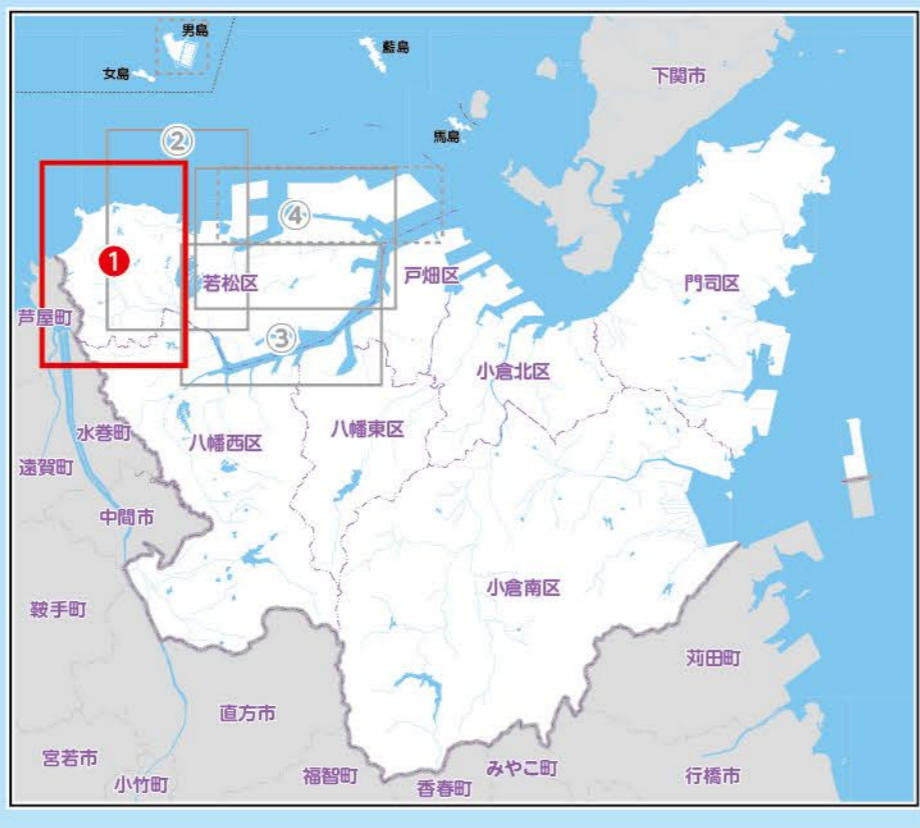 男島
藍島
女島
下関市
馬島
②
④
①
若松区
戸畑区
門司区
芦屋町
③
小倉北区
水巻町
八幡西区
八幡東区
遠賀町
中間市
小倉南区
鞍手町
苅田町
直方市
宮若市
小竹町
福智町
香春町
みやこ町
行橋市